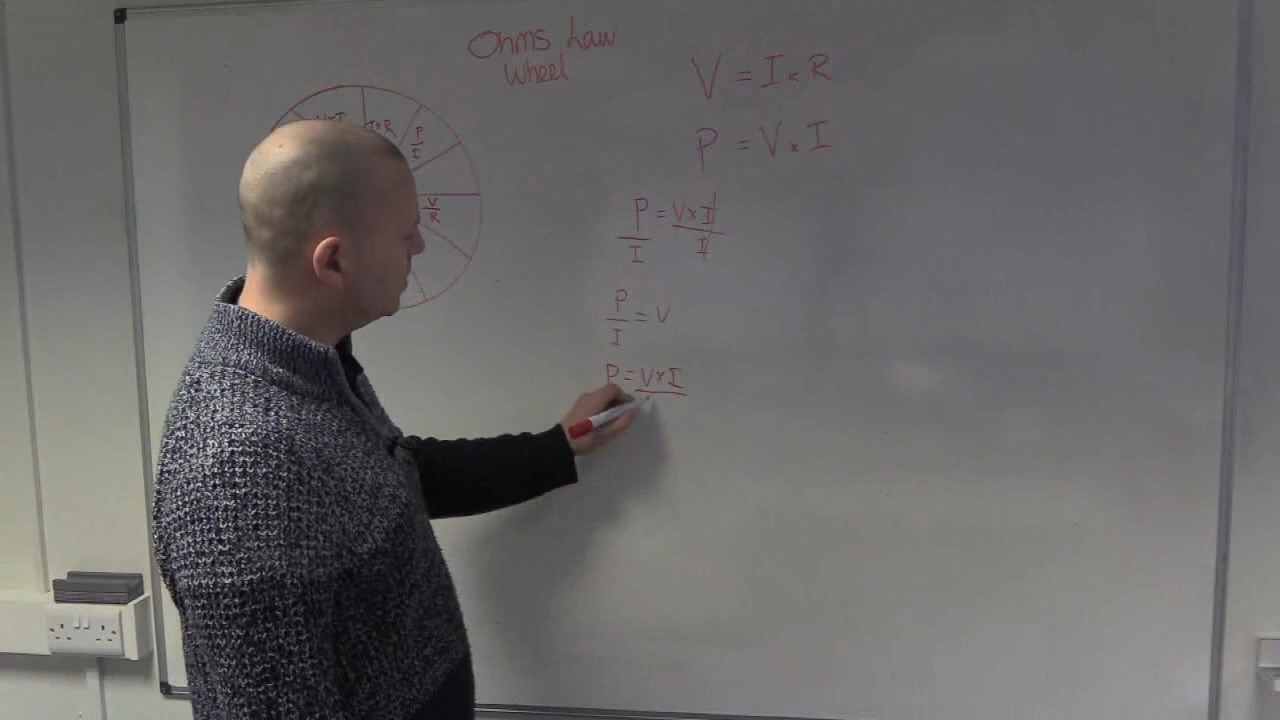 Ohms Law
Wheel
V = I × R
P = V × I
I×R
P
I
V
R
P = V × I
I I
P = V
I
P = V × I